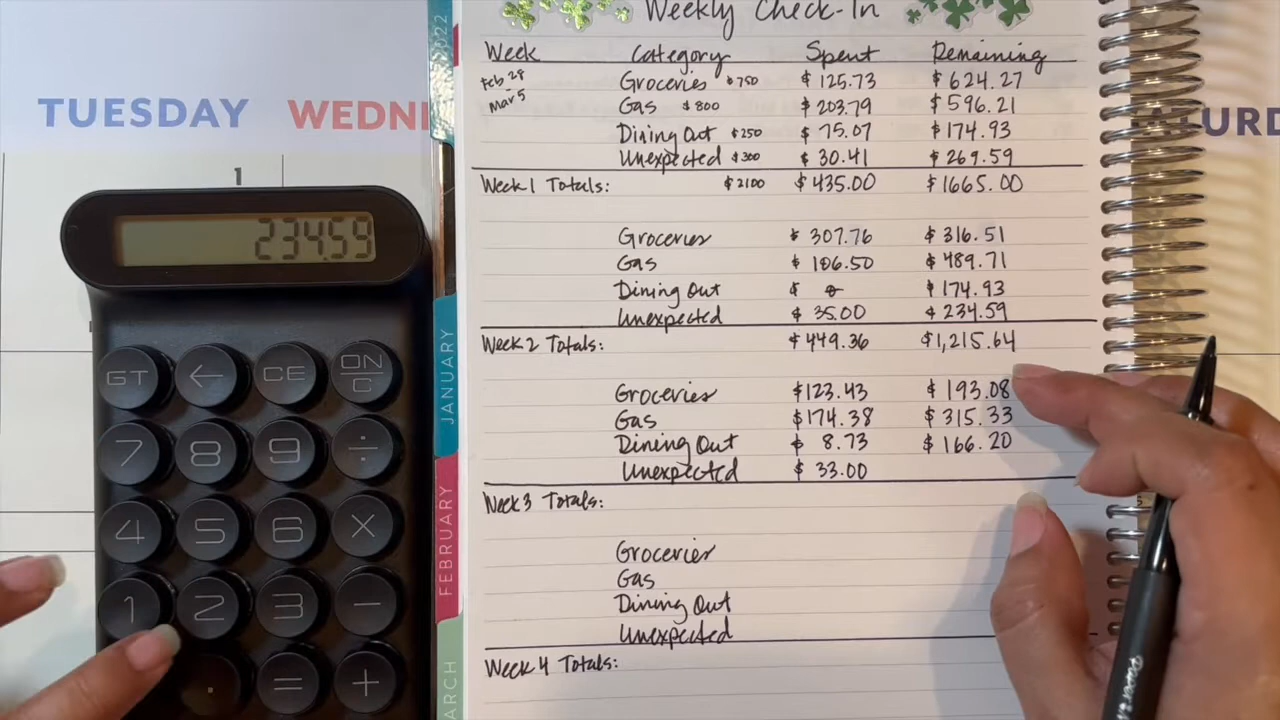 2022
Weekly Check-In
Week Category Spent Remaining
Feb 28 - Mar 5 Groceries $750 $125.73 $624.27
Gas $800 $203.79 $596.21
Dining Out $250 $75.07 $174.93
Unexpected $300 $30.41 $269.59
Week 1 Totals: $2100 $435.00 $1665.00
Groceries $307.76 $316.51
Gas $106.50 $489.71
Dining Out $ 0 $174.93
Unexpected $35.00 $234.59
Week 2 Totals: $449.36 $1,215.64
Groceries $123.43 $193.08
Gas $174.38 $315.33
Dining Out $8.73 $166.20
Unexpected $33.00
Week 3 Totals:
Groceries
Gas
Dining Out
Unexpected
Week 4 Totals:
TUESDAY WEDN
URD
1
234.59
GT ← CE ON/C
7 8 9 ÷
4 5 6 X
1 2 3 −
. = +
JANUARY
FEBRUARY
ARCH